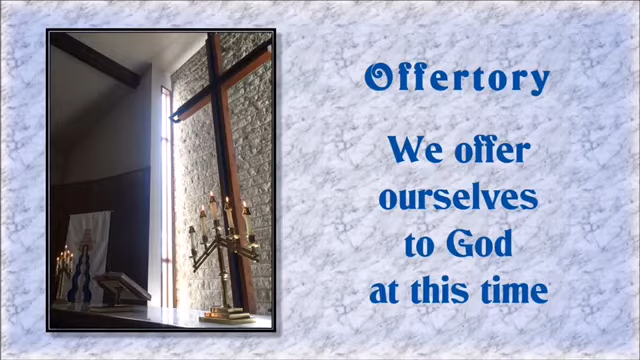 Offertory
We offer
ourselves
to God
at this time